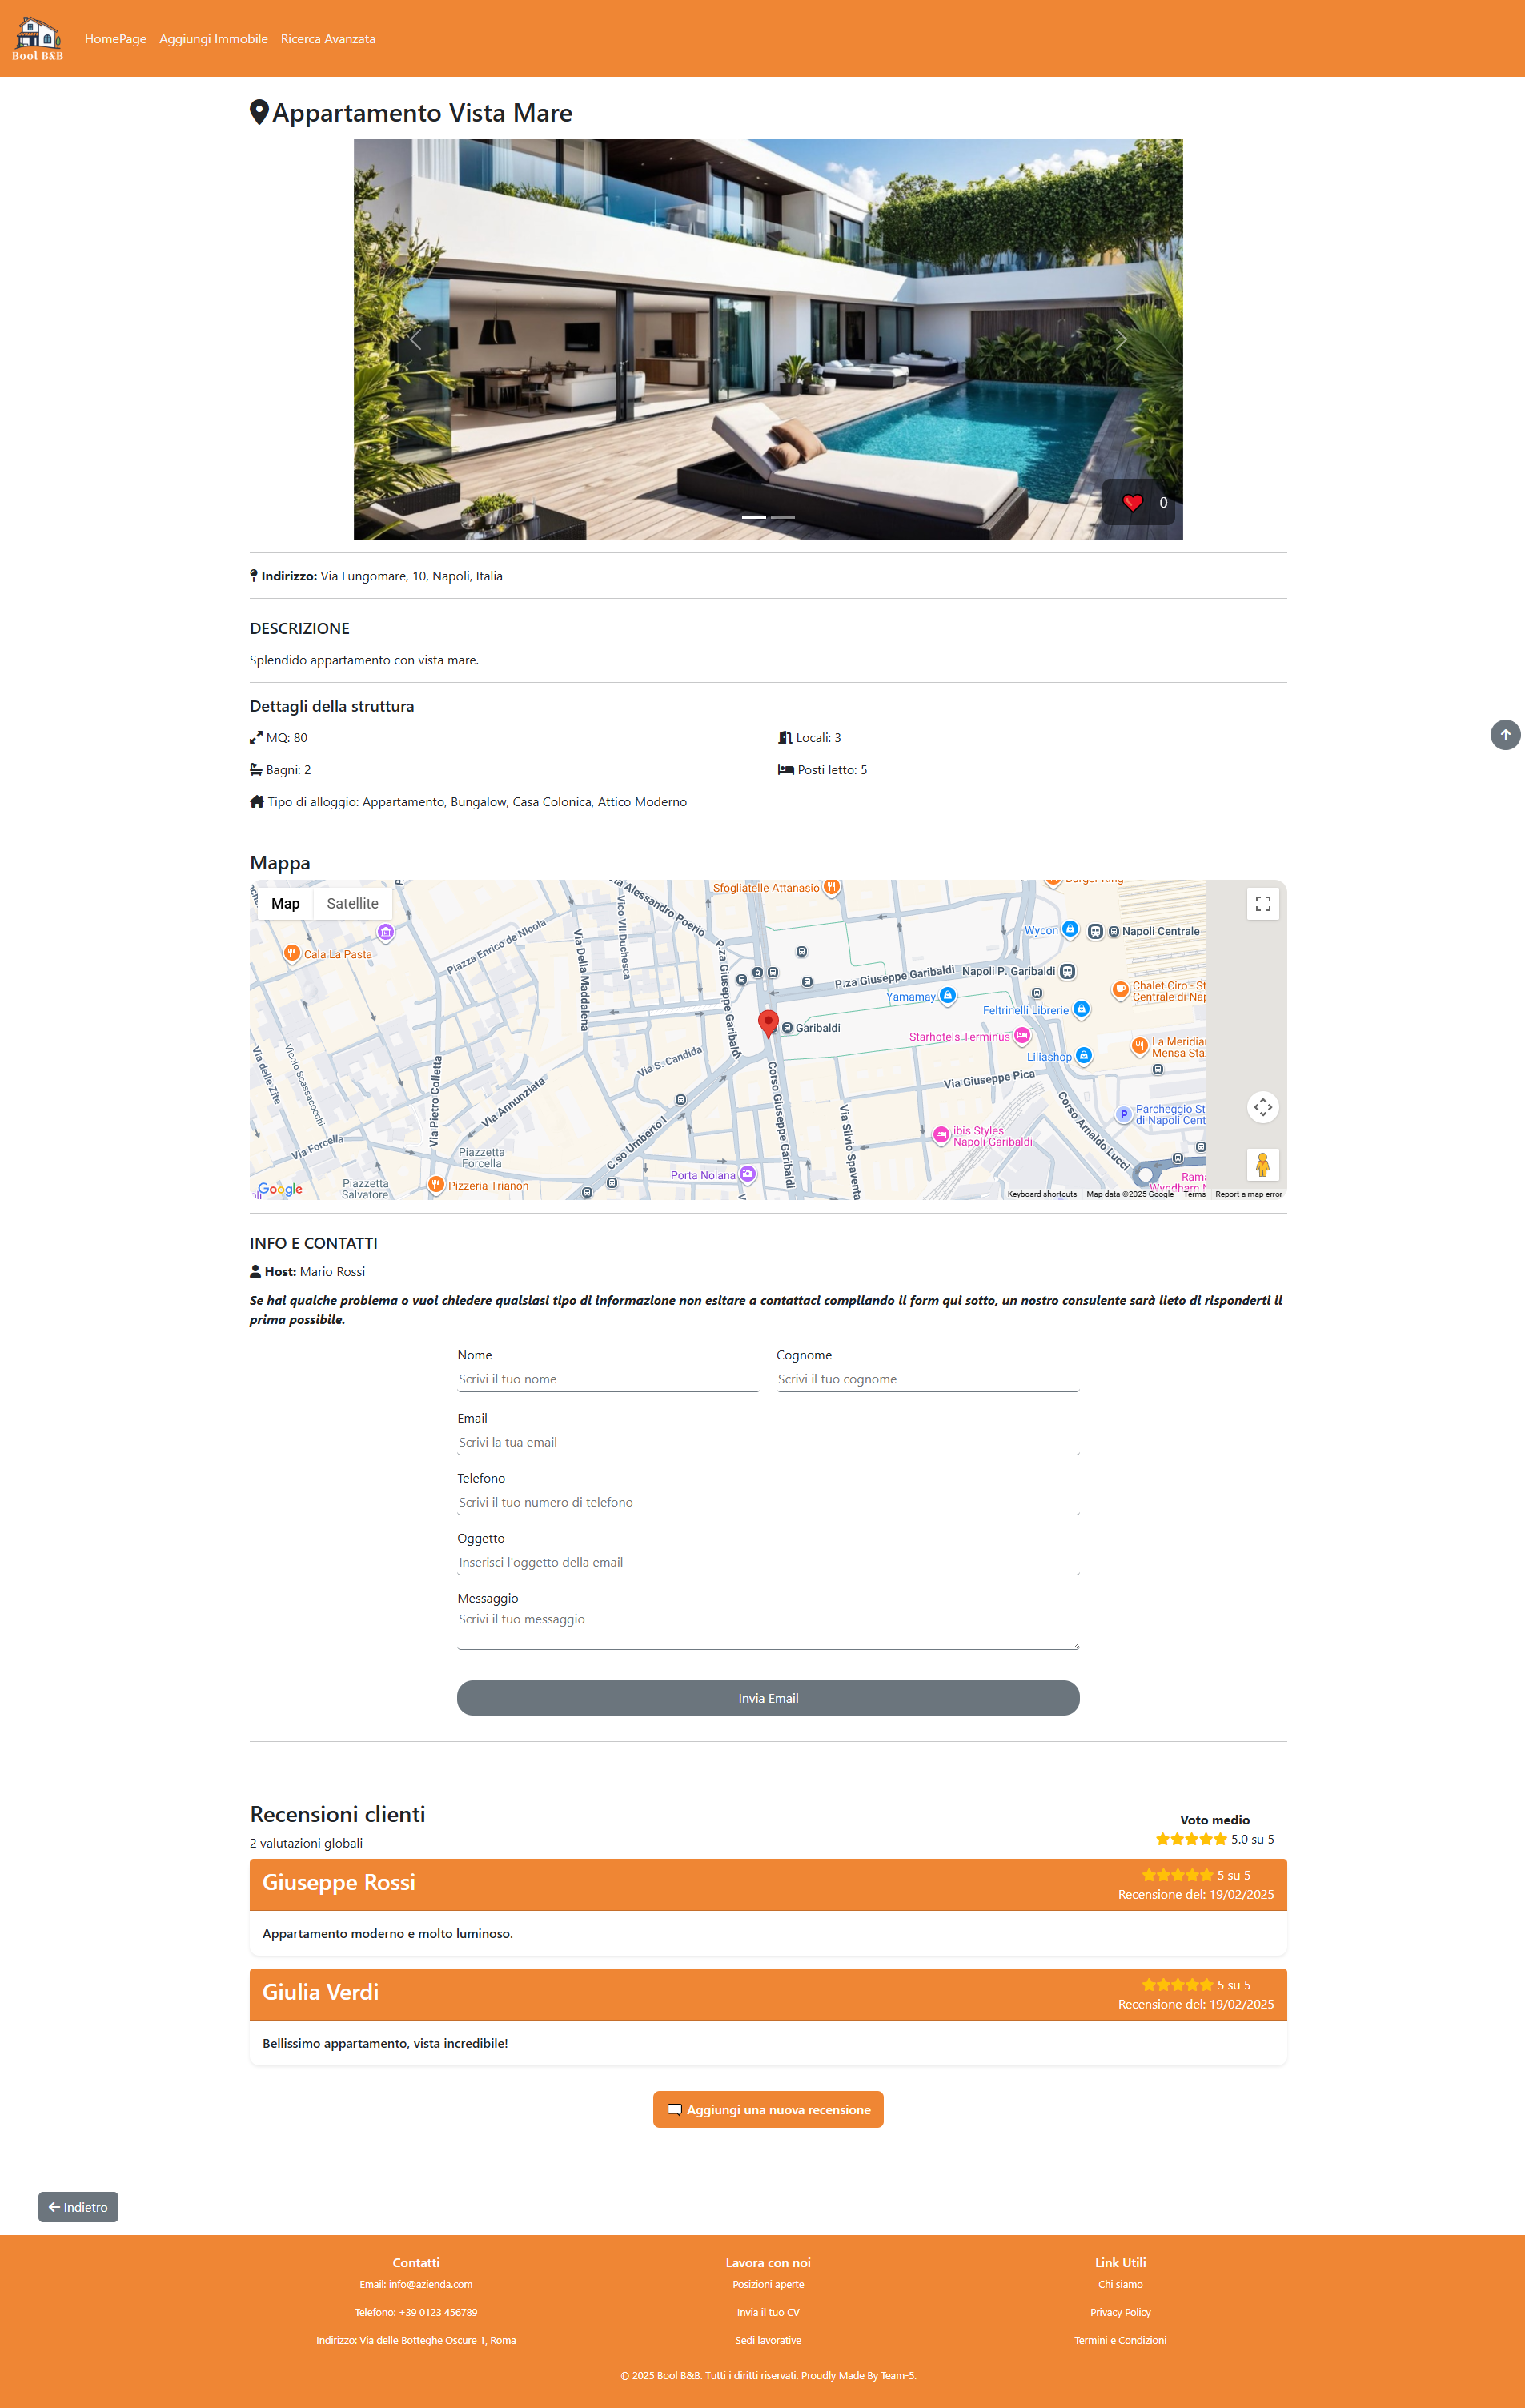 Bool B&B
HomePage
Aggiungi Immobile
Ricerca Avanzata
Appartamento Vista Mare
0
Indirizzo: Via Lungomare, 10, Napoli, Italia
DESCRIZIONE
Splendido appartamento con vista mare.
Dettagli della struttura
MQ: 80
Locali: 3
Bagni: 2
Posti letto: 5
Tipo di alloggio: Appartamento, Bungalow, Casa Colonica, Attico Moderno
Mappa
Map
Satellite
Sfogliatelle Attanasio
Burger King
Via Alessandro Poerio
Vico VII Duchesca
Piazza Enrico de Nicola
Via Della Maddalena
P.za Giuseppe Garibaldi
Cala La Pasta
Wycon
Napoli Centrale
P.za Giuseppe Garibaldi
Napoli P. Garibaldi
Yamamay
Chalet Ciro - St
Centrale di Nap
Feltrinelli Librerie
Garibaldi
Starhotels Terminus
La Meridia
Mensa Sta
Liliashop
Via delle Zite
Vicolo Scassacocchi
Via S. Candida
Via Giuseppe Pica
Via Pietro Colletta
Via Annunziata
Corso Giuseppe Garibaldi
Via Silvio Spaventa
Corso Arnaldo Lucci
P
Parcheggio St
di Napoli Cent
C.so Umberto I
ibis Styles
Napoli Garibaldi
Via Forcella
Piazzetta
Forcella
Porta Nolana
Piazzetta
Salvatore
Pizzeria Trianon
Rama
Wyndham
Google
Keyboard shortcuts
Map data ©2025 Google
Terms
Report a map error
INFO E CONTATTI
Host: Mario Rossi
Se hai qualche problema o vuoi chiedere qualsiasi tipo di informazione non esitare a contattaci compilando il form qui sotto, un nostro consulente sarà lieto di risponderti il
prima possibile.
Nome
Cognome
Scrivi il tuo nome
Scrivi il tuo cognome
Email
Scrivi la tua email
Telefono
Scrivi il tuo numero di telefono
Oggetto
Inserisci l'oggetto della email
Messaggio
Scrivi il tuo messaggio
Invia Email
Recensioni clienti
2 valutazioni globali
Voto medio
5.0 su 5
Giuseppe Rossi
5 su 5
Recensione del: 19/02/2025
Appartamento moderno e molto luminoso.
Giulia Verdi
5 su 5
Recensione del: 19/02/2025
Bellissimo appartamento, vista incredibile!
Aggiungi una nuova recensione
Indietro
Contatti
Email: info@azienda.com
Telefono: +39 0123 456789
Indirizzo: Via delle Botteghe Oscure 1, Roma
Lavora con noi
Posizioni aperte
Invia il tuo CV
Sedi lavorative
Link Utili
Chi siamo
Privacy Policy
Termini e Condizioni
© 2025 Bool B&B. Tutti i diritti riservati. Proudly Made By Team-5.